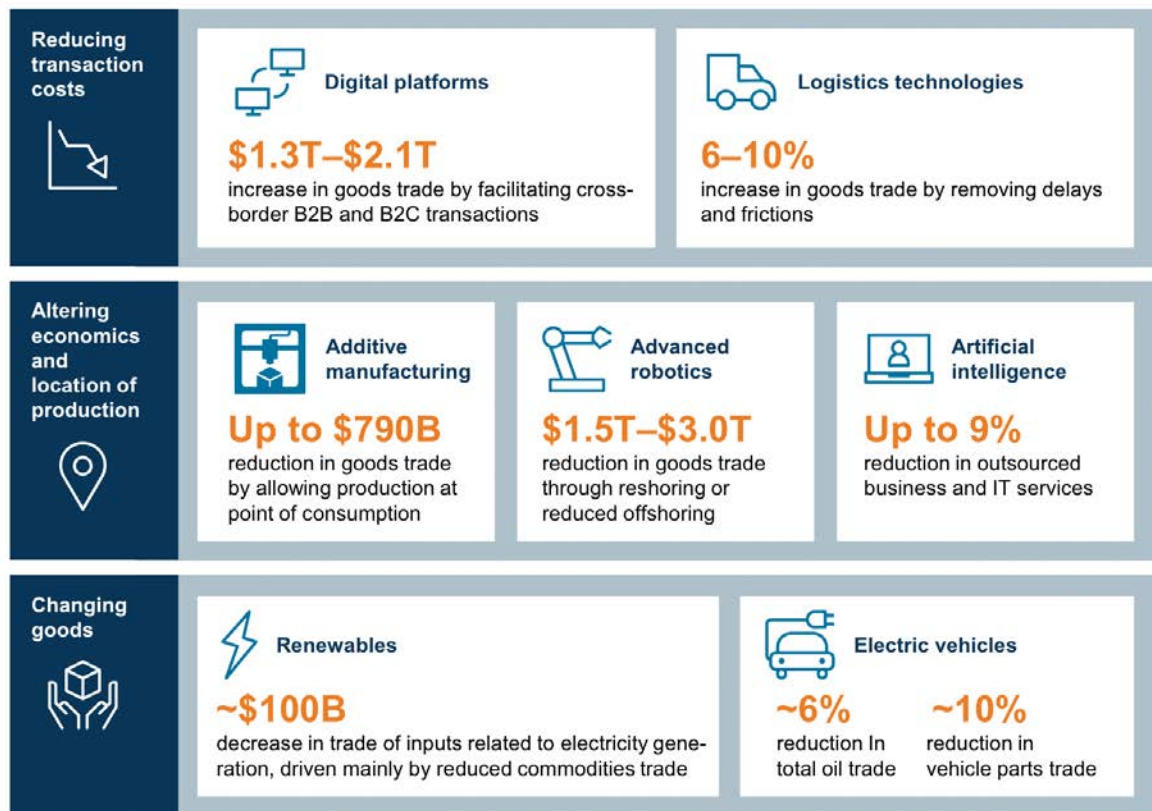 Reducing
transaction
costs
Digital platforms
$1.3T–$2.1T
increase in goods trade by facilitating cross-
border B2B and B2C transactions
Logistics technologies
6–10%
increase in goods trade by removing delays
and frictions
Altering
economics
and
location of
production
Additive
manufacturing
Up to $790B
reduction in goods trade
by allowing production at
point of consumption
Advanced
robotics
$1.5T–$3.0T
reduction in goods trade
through reshoring or
reduced offshoring
Artificial
intelligence
Up to 9%
reduction in outsourced
business and IT services
Changing
goods
Renewables
~$100B
decrease in trade of inputs related to electricity gene-
ration, driven mainly by reduced commodities trade
Electric vehicles
~6%
reduction In
total oil trade
~10%
reduction in
vehicle parts trade